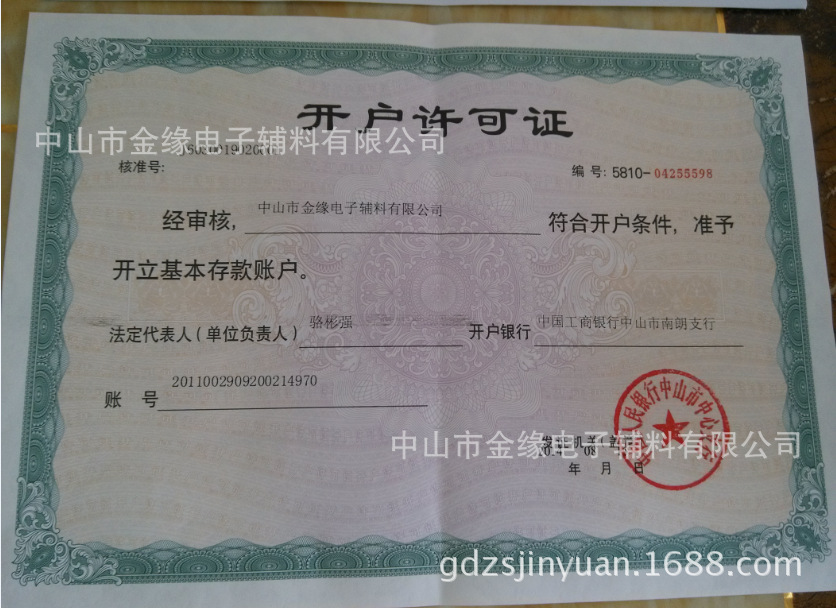 开户许可证
中山市金缘电子辅料有限公司
核准号:
编号: 5810-04255598
经审核, 中山市金缘电子辅料有限公司 符合开户条件, 准予
开立基本存款账户。
法定代表人(单位负责人) 骆彬强 开户银行 中国工商银行中山市南朗支行
账 号 2011002909200214970
中山市金缘电子辅料有限公司
年 月 日
gdzsjinyuan.1688.com